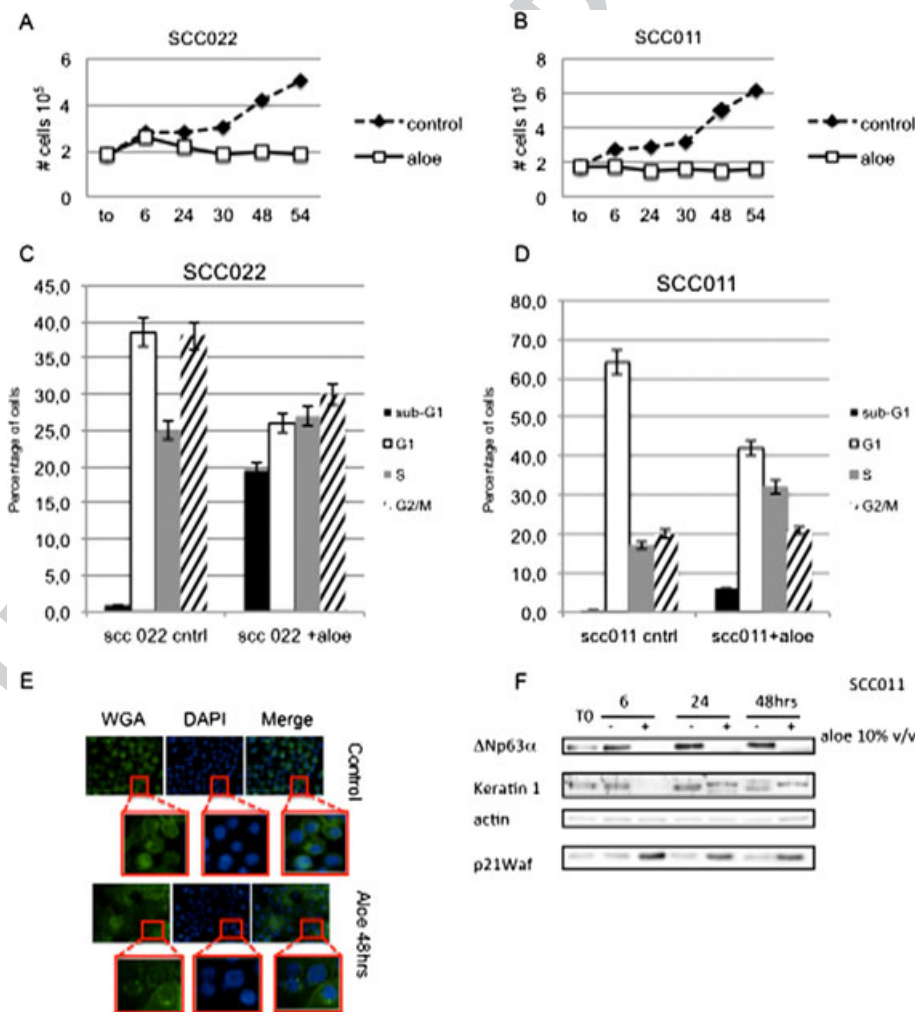 A
SCC022
# cells 10⁵
6
4
2
0
to 6 24 30 48 54
control
aloe
B
SCC011
# cells 10⁵
8
6
4
2
0
to 6 24 30 48 54
control
aloe
C
SCC022
Percentage of cells
45,0
40,0
35,0
30,0
25,0
20,0
15,0
10,0
5,0
0,0
scc 022 cntrl scc 022 +aloe
sub-G1
G1
S
G2/M
D
SCC011
Percentage of cells
80,0
70,0
60,0
50,0
40,0
30,0
20,0
10,0
0,0
scc011 cntrl scc011+aloe
sub-G1
G1
S
G2/M
E
WGA DAPI Merge
Control
Aloe 48hrs
F
SCC011
6 24 48hrs
T0 - + - + - +
aloe 10% v/v
ΔNp63α
Keratin 1
actin
p21Waf